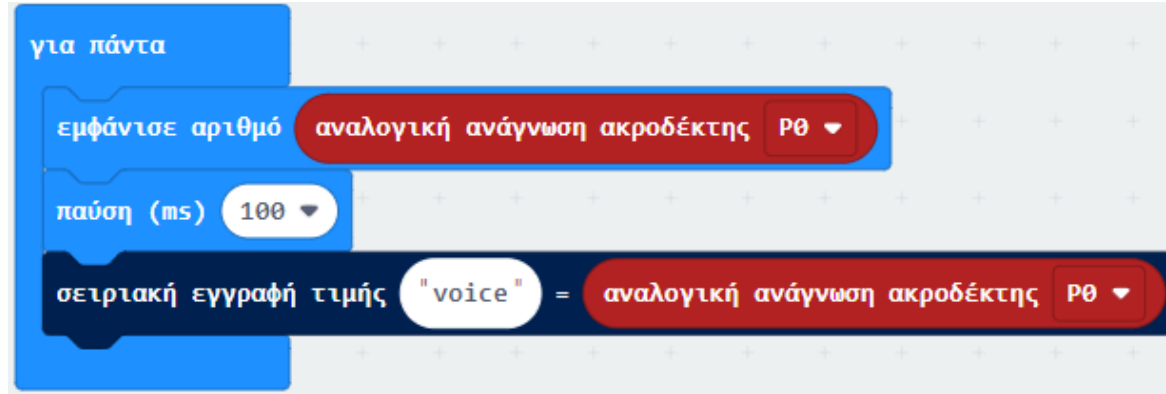 για πάντα
εμφάνισε αριθμό αναλογική ανάγνωση ακροδέκτης P0
παύση (ms) 100
σειριακή εγγραφή τιμής "voice" = αναλογική ανάγνωση ακροδέκτης P0